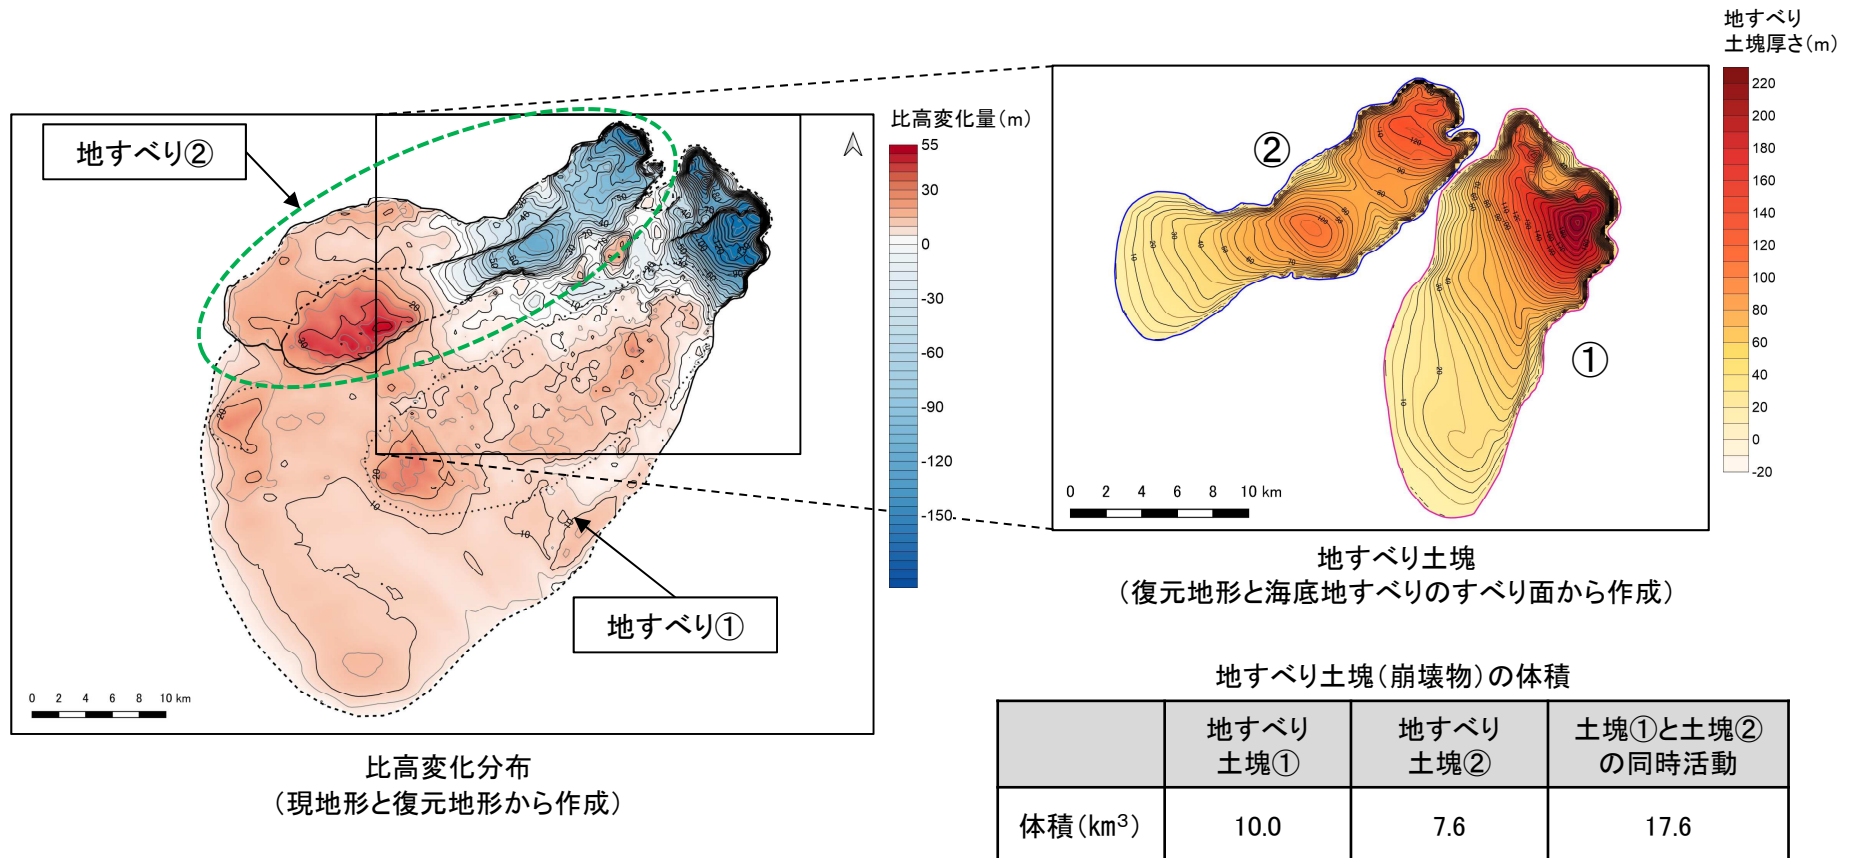 地すべり②
地すべり①
比高変化量(m)
55
30
0
-30
-60
-90
-120
-150
0 2 4 6 8 10 km
比高変化分布
(現地形と復元地形から作成)
地すべり
土塊厚さ(m)
220
200
180
160
140
120
100
80
60
40
20
0
-20
②
①
0 2 4 6 8 10 km
地すべり土塊
(復元地形と海底地すべりのすべり面から作成)
地すべり土塊(崩壊物)の体積
地すべり
土塊①
地すべり
土塊②
土塊①と土塊②
の同時活動
体積(km³) 10.0 7.6 17.6